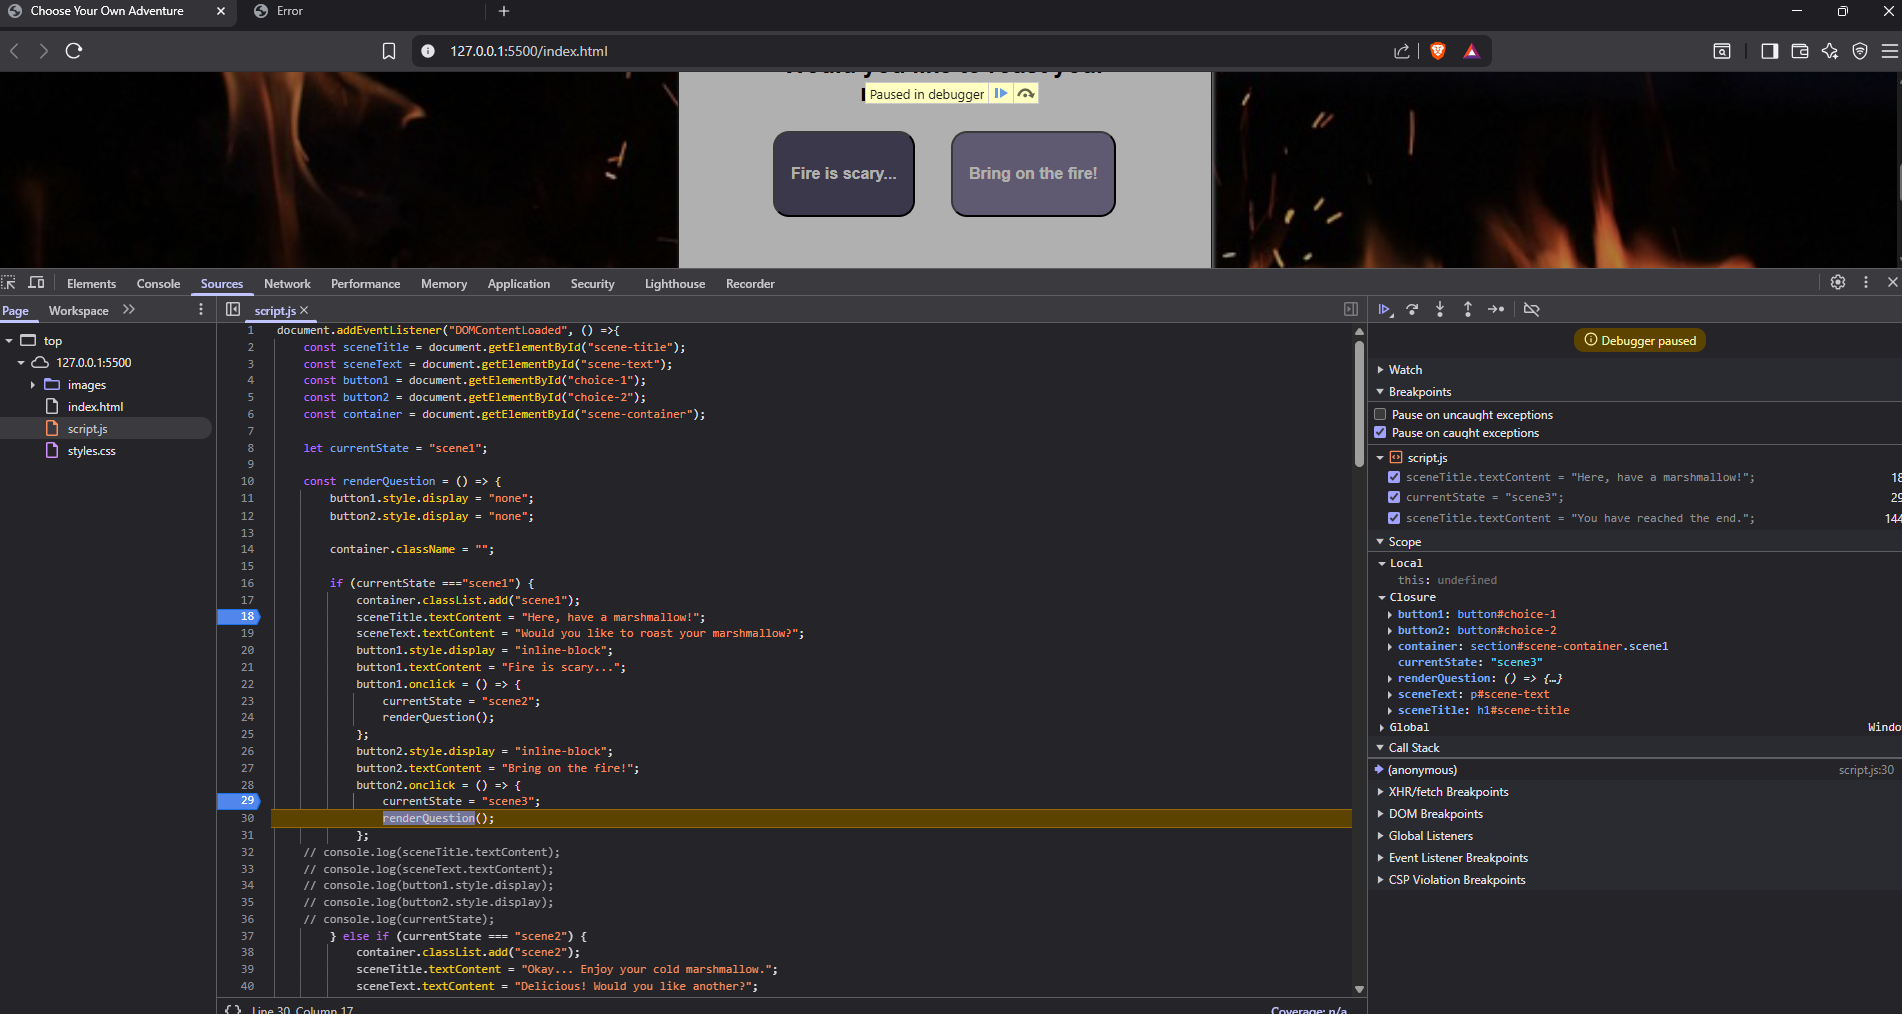 Choose Your Own Adventure
Error
127.0.0.1:5500/index.html
Would you like to roast your
Paused in debugger
Fire is scary...
Bring on the fire!
Elements Console Sources Network Performance Memory Application Security Lighthouse Recorder
Page Workspace
script.js
top
127.0.0.1:5500
images
index.html
script.js
styles.css
1 document.addEventListener("DOMContentLoaded", () =>{
2 const sceneTitle = document.getElementById("scene-title");
3 const sceneText = document.getElementById("scene-text");
4 const button1 = document.getElementById("choice-1");
5 const button2 = document.getElementById("choice-2");
6 const container = document.getElementById("scene-container");
7
8 let currentState = "scene1";
9
10 const renderQuestion = () => {
11 button1.style.display = "none";
12 button2.style.display = "none";
13
14 container.className = "";
15
16 if (currentState ==="scene1") {
17 container.classList.add("scene1");
18 sceneTitle.textContent = "Here, have a marshmallow!";
19 sceneText.textContent = "Would you like to roast your marshmallow?";
20 button1.style.display = "inline-block";
21 button1.textContent = "Fire is scary...";
22 button1.onclick = () => {
23 currentState = "scene2";
24 renderQuestion();
25 };
26 button2.style.display = "inline-block";
27 button2.textContent = "Bring on the fire!";
28 button2.onclick = () => {
29 currentState = "scene3";
30 renderQuestion();
31 };
32 // console.log(sceneTitle.textContent);
33 // console.log(sceneText.textContent);
34 // console.log(button1.style.display);
35 // console.log(button2.style.display);
36 // console.log(currentState);
37 } else if (currentState === "scene2") {
38 container.classList.add("scene2");
39 sceneTitle.textContent = "Okay... Enjoy your cold marshmallow.";
40 sceneText.textContent = "Delicious! Would you like another?";
{} Line 30, Column 17
Coverage: n/a
Debugger paused
Watch
Breakpoints
Pause on uncaught exceptions
Pause on caught exceptions
script.js
sceneTitle.textContent = "Here, have a marshmallow!"; 18
currentState = "scene3"; 29
sceneTitle.textContent = "You have reached the end."; 144
Scope
Local
this: undefined
Closure
button1: button#choice-1
button2: button#choice-2
container: section#scene-container.scene1
currentState: "scene3"
renderQuestion: () => {…}
sceneText: p#scene-text
sceneTitle: h1#scene-title
Global Windo
Call Stack
(anonymous) script.js:30
XHR/fetch Breakpoints
DOM Breakpoints
Global Listeners
Event Listener Breakpoints
CSP Violation Breakpoints